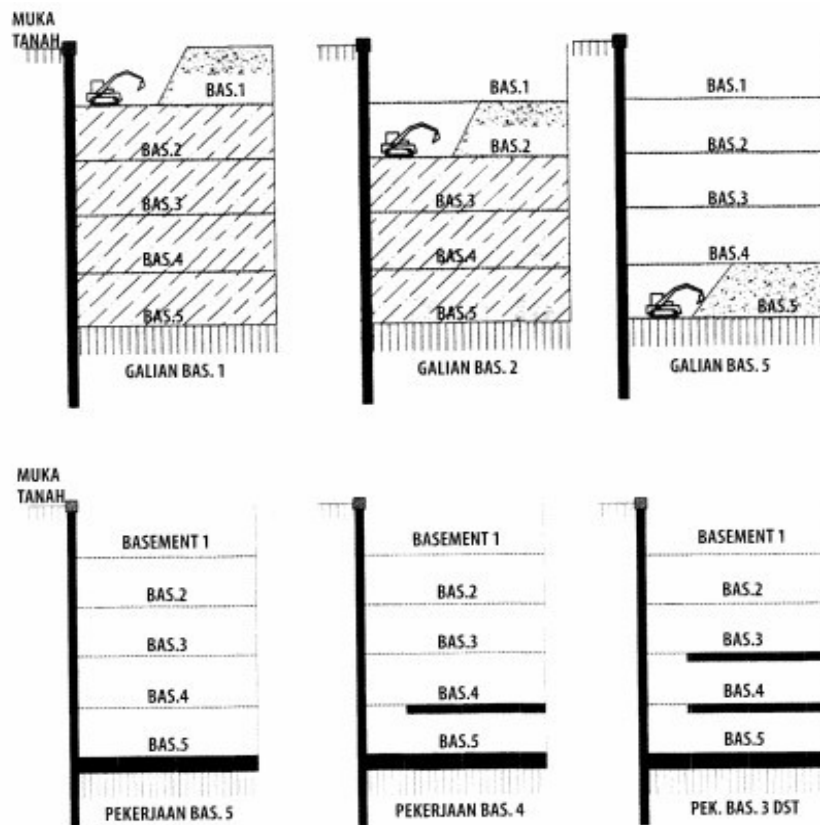 MUKA
TANAH
BAS.1
BAS.2
BAS.3
BAS.4
BAS.5
GALIAN BAS. 1
BAS.1
BAS.2
BAS.3
BAS.4
BAS.5
GALIAN BAS. 2
BAS.1
BAS.2
BAS.3
BAS.4
BAS.5
GALIAN BAS. 5
MUKA
TANAH
BASEMENT 1
BAS.2
BAS.3
BAS.4
BAS.5
PEKERJAAN BAS. 5
BASEMENT 1
BAS.2
BAS.3
BAS.4
BAS.5
PEKERJAAN BAS. 4
BASEMENT 1
BAS.2
BAS.3
BAS.4
BAS.5
PEK. BAS. 3 DST